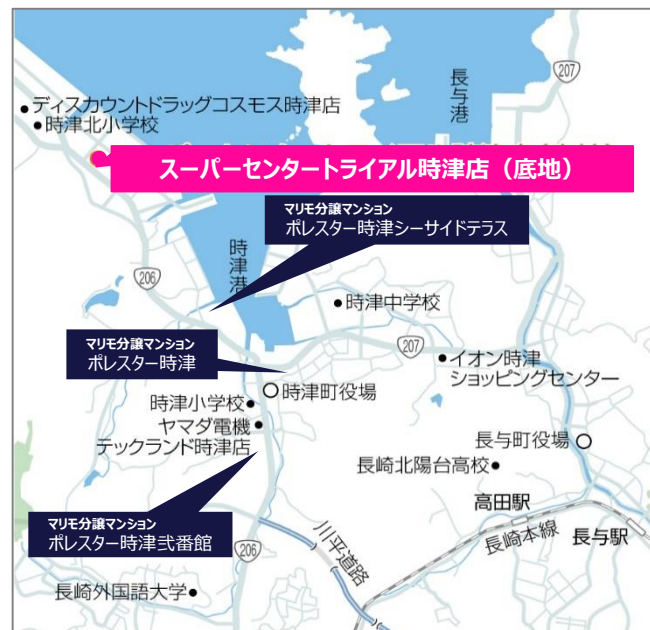 207
長与港
ディスカウントドラッグコスモス時津店
時津北小学校
スーパーセンタートライアル時津店（底地）
マリモ分譲マンション
ポレスター時津シーサイドテラス
時津港
206
時津中学校
マリモ分譲マンション
ポレスター時津
207
イオン時津
ショッピングセンター
時津町役場
時津小学校
ヤマダ電機
テックランド時津店
長与町役場
長崎北陽台高校
高田駅
長崎本線
長与駅
マリモ分譲マンション
ポレスター時津弐番館
206
川平道路
長崎外国語大学